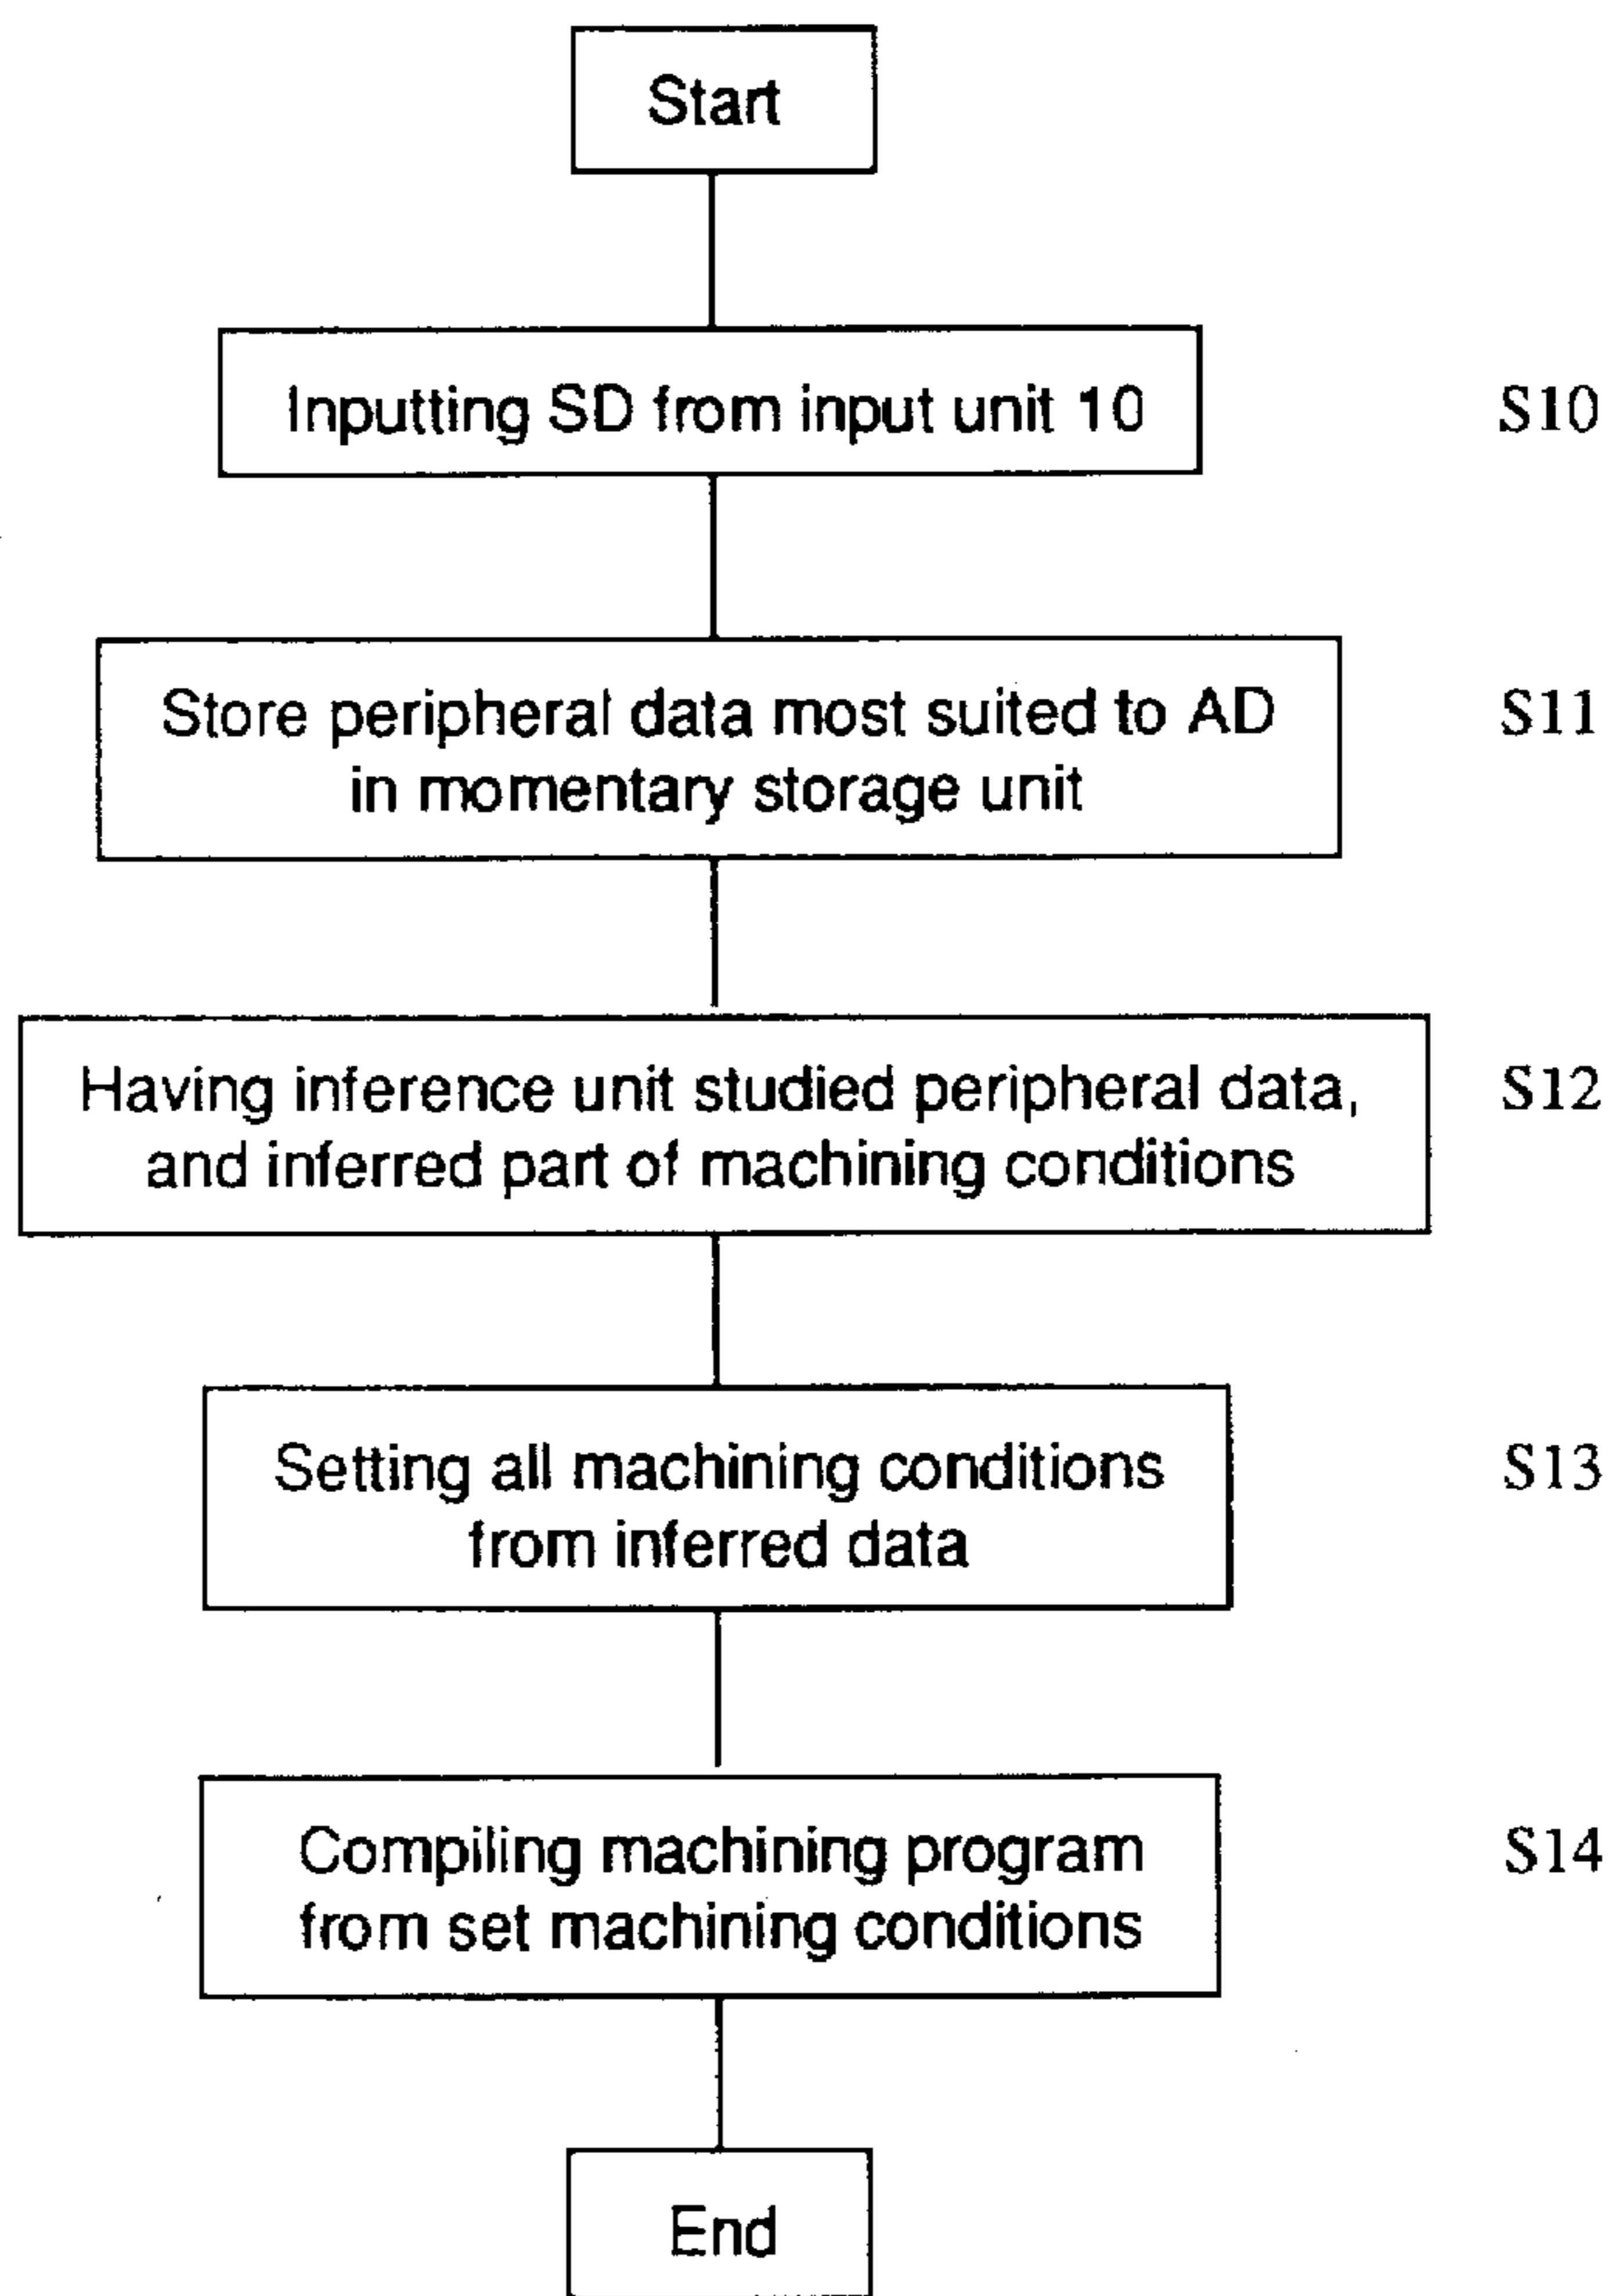 Start
Inputting SD from input unit 10
S10
Store peripheral data most suited to AD
in momentary storage unit
S11
Having inference unit studied peripheral data,
and inferred part of machining conditions
S12
Setting all machining conditions
from inferred data
S13
Compiling machining program
from set machining conditions
S14
End